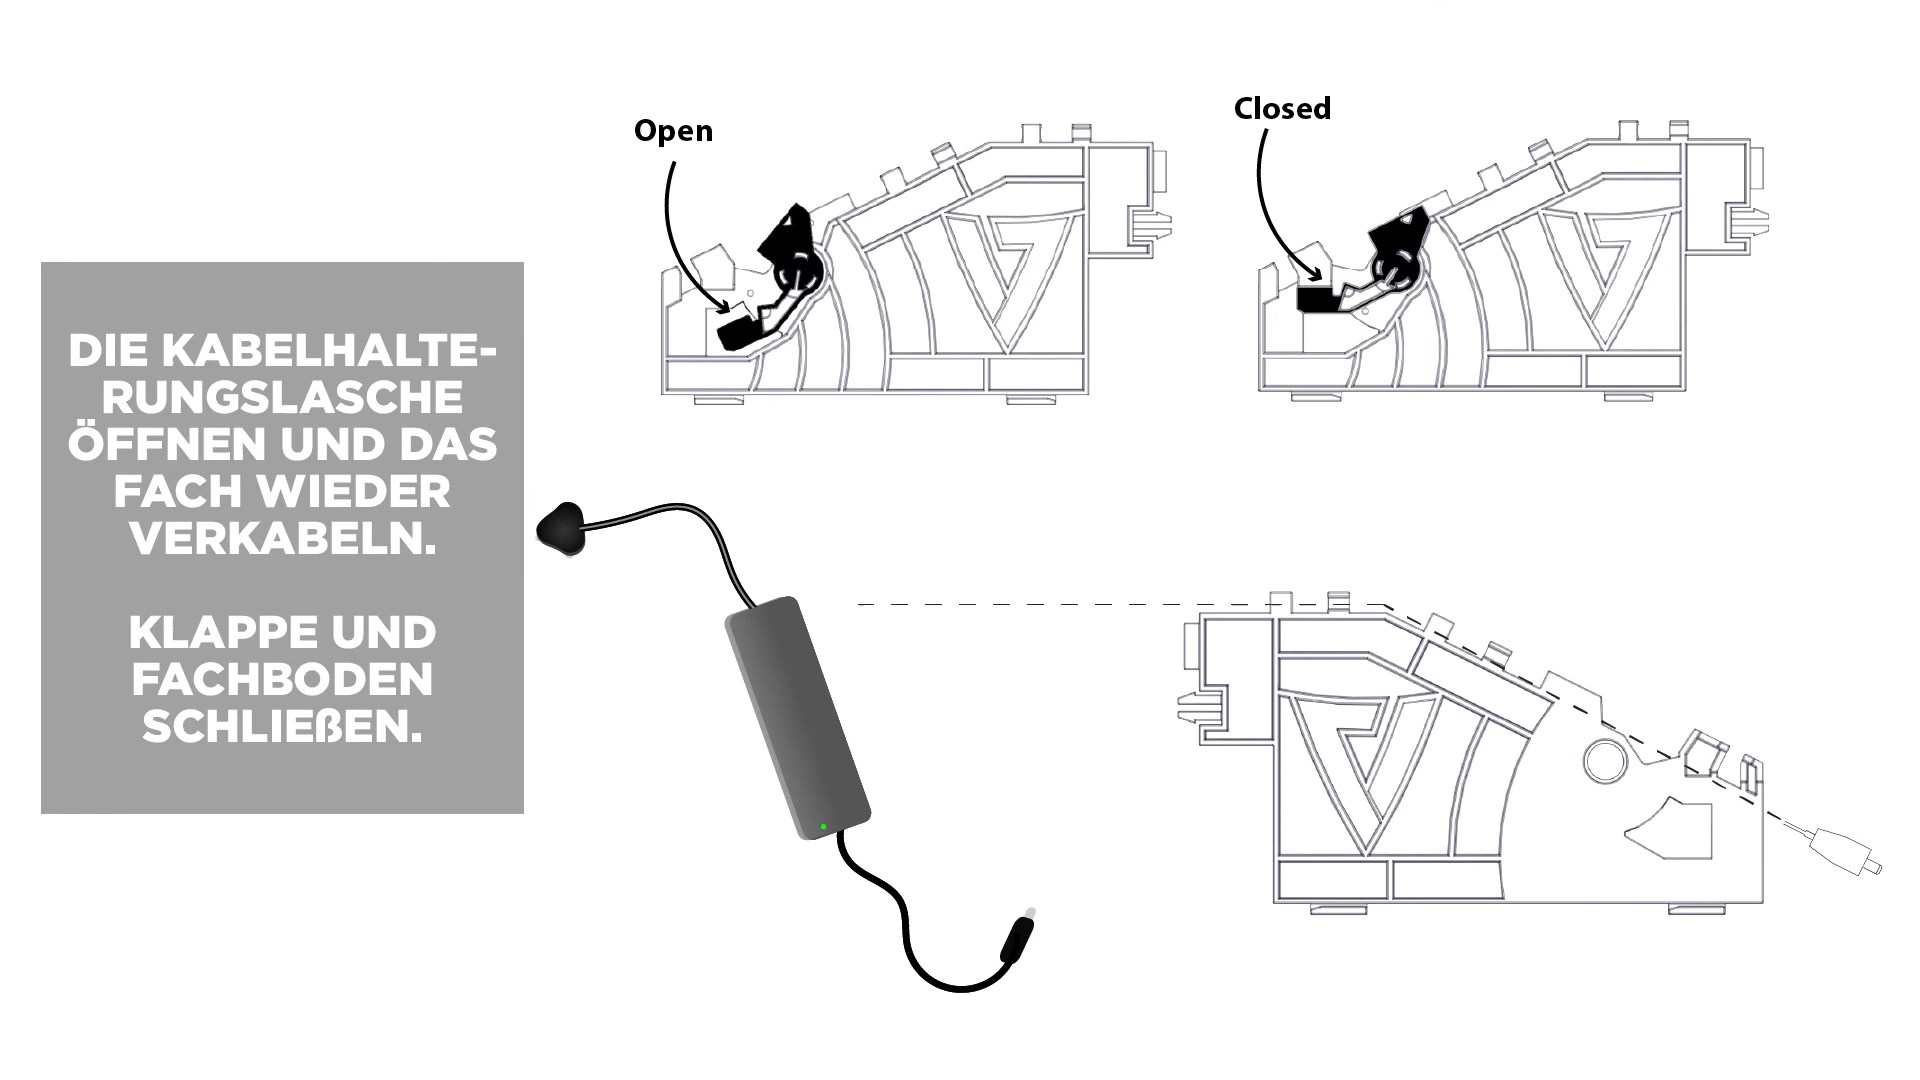 Open
Closed
DIE KABELHALTE-
RUNGSLASCHE
ÖFFNEN UND DAS
FACH WIEDER
VERKABELN.
KLAPPE UND
FACHBODEN
SCHLIEßEN.